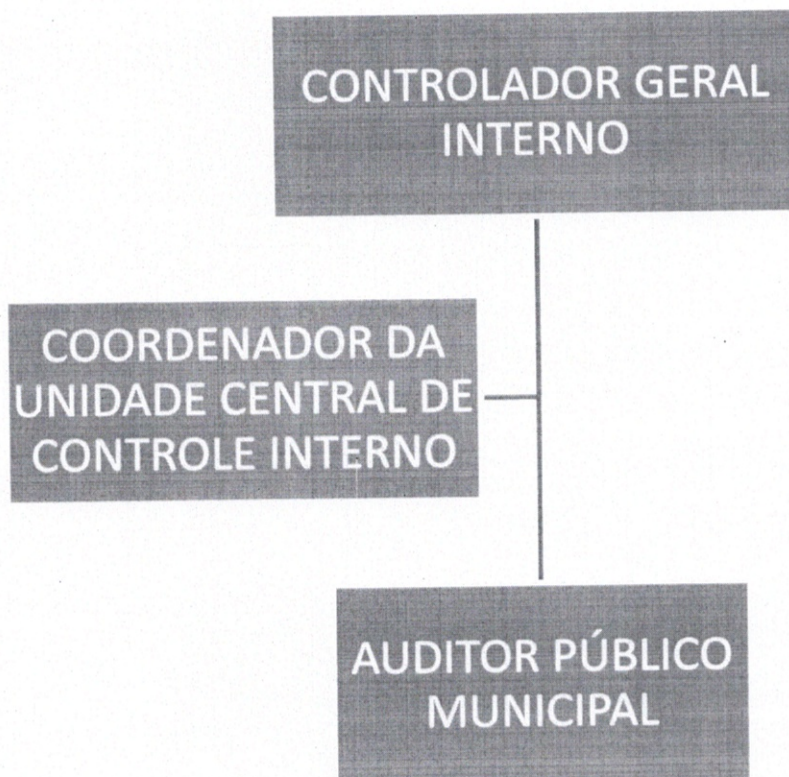 CONTROLADOR GERAL
INTERNO
COORDENADOR DA
UNIDADE CENTRAL DE
CONTROLE INTERNO
AUDITOR PÚBLICO
MUNICIPAL